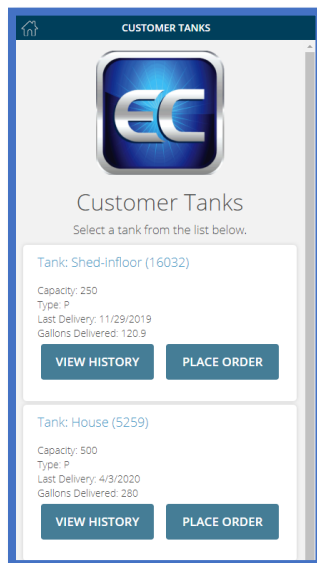 CUSTOMER TANKS
EC
Customer Tanks
Select a tank from the list below.
Tank: Shed-infloor (16032)
Capacity: 250
Type: P
Last Delivery: 11/29/2019
Gallons Delivered: 120.9
VIEW HISTORY PLACE ORDER
Tank: House (5259)
Capacity: 500
Type: P
Last Delivery: 4/3/2020
Gallons Delivered: 280
VIEW HISTORY PLACE ORDER